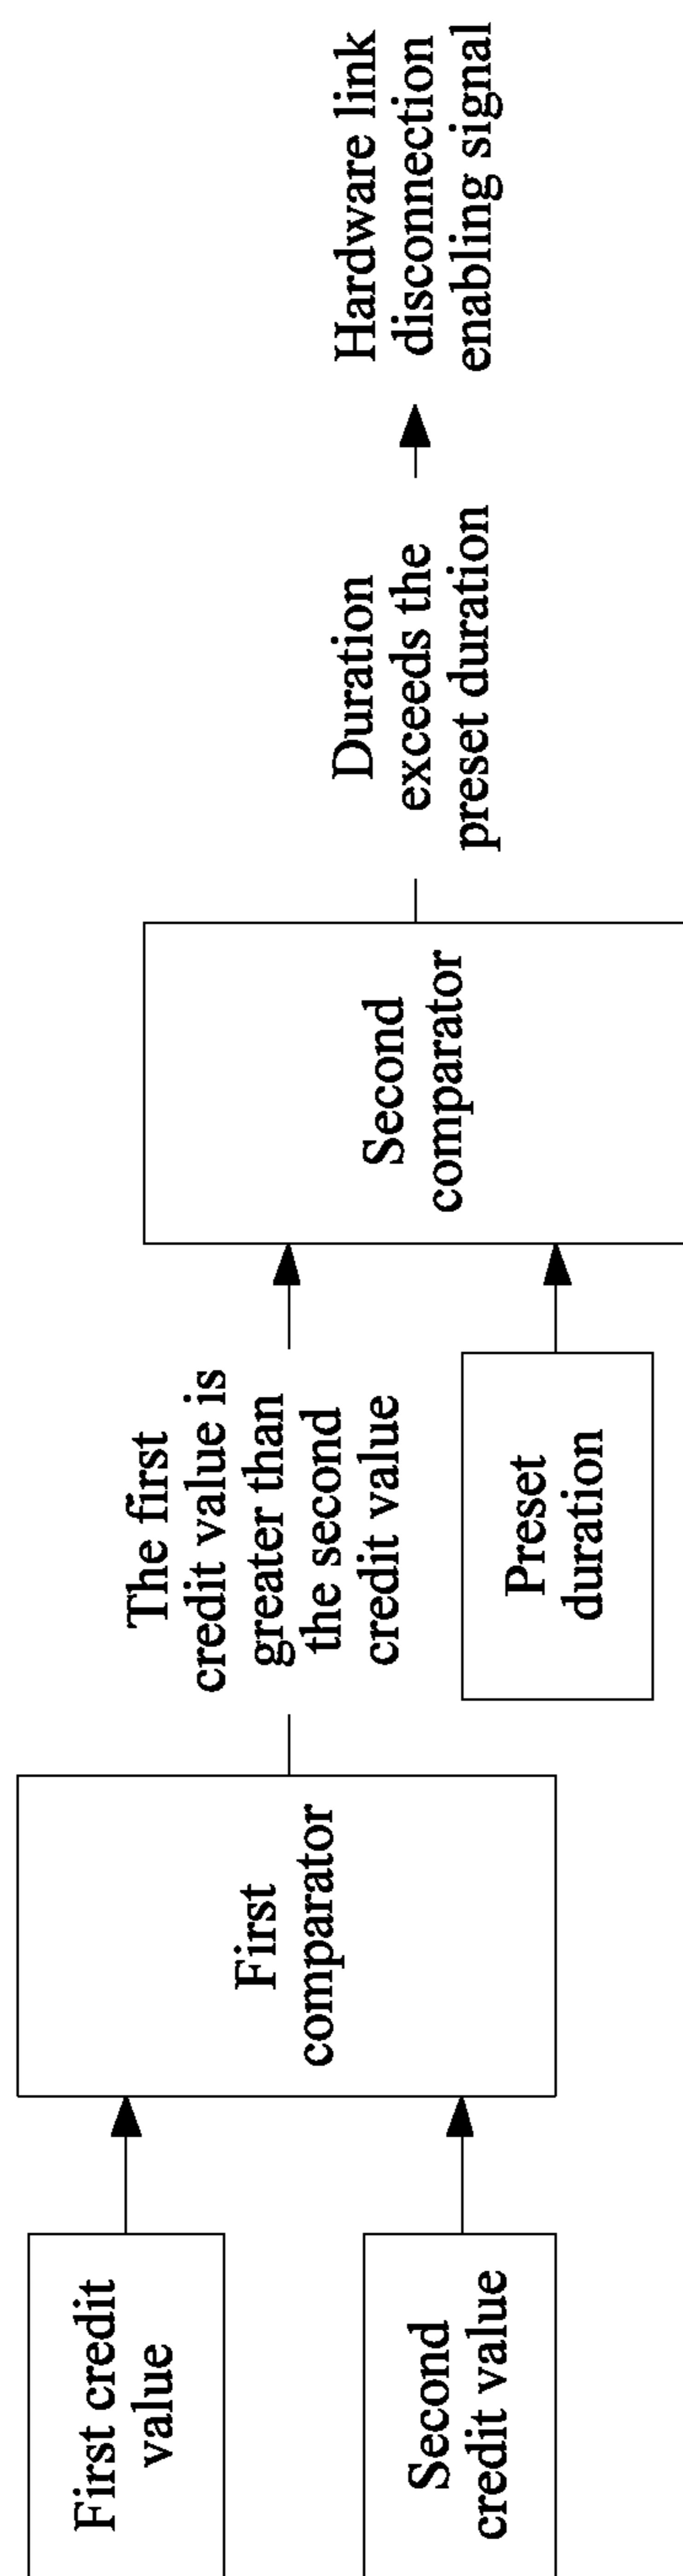 First credit
value
Second
credit value
First
comparator
The first
credit value is
greater than
the second
credit value
Preset
duration
Second
comparator
Duration
exceeds the
preset duration
Hardware link
disconnection
enabling signal